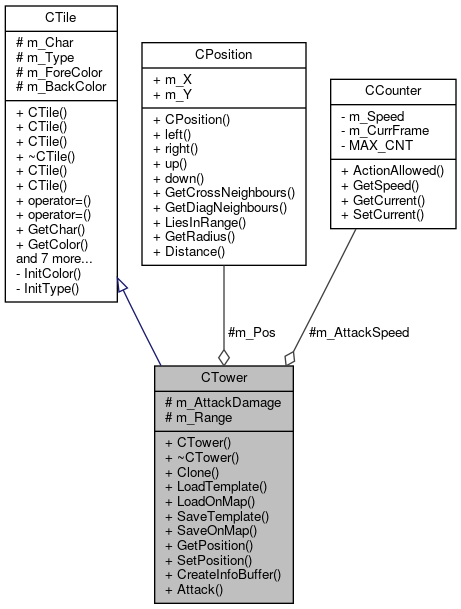 CTile
# m_Char
# m_Type
# m_ForeColor
# m_BackColor
+ CTile()
+ CTile()
+ CTile()
+ ~CTile()
+ CTile()
+ CTile()
+ operator=()
+ operator=()
+ GetChar()
+ GetColor()
and 7 more...
- InitColor()
- InitType()
CPosition
+ m_X
+ m_Y
+ CPosition()
+ left()
+ right()
+ up()
+ down()
+ GetCrossNeighbours()
+ GetDiagNeighbours()
+ LiesInRange()
+ GetRadius()
+ Distance()
CCounter
- m_Speed
- m_CurrFrame
- MAX_CNT
+ ActionAllowed()
+ GetSpeed()
+ GetCurrent()
+ SetCurrent()
#m_Pos
#m_AttackSpeed
CTower
# m_AttackDamage
# m_Range
+ CTower()
+ ~CTower()
+ Clone()
+ LoadTemplate()
+ LoadOnMap()
+ SaveTemplate()
+ SaveOnMap()
+ GetPosition()
+ SetPosition()
+ CreateInfoBuffer()
+ Attack()